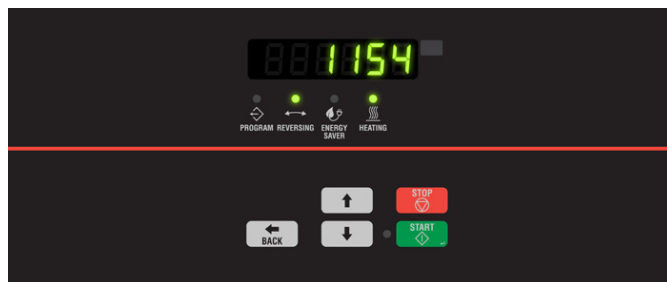 1154
PROGRAM REVERSING ENERGY SAVER HEATING
STOP
BACK
START